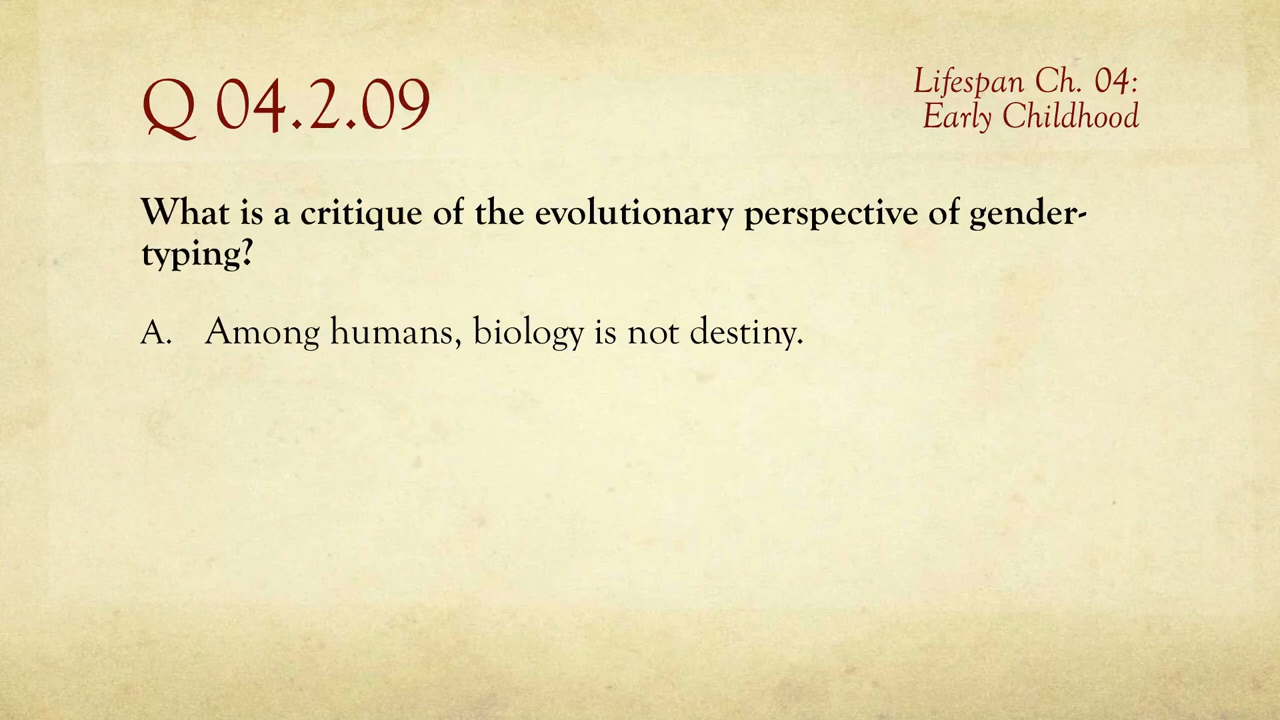 Q 04.2.09
Lifespan Ch. 04:
Early Childhood
What is a critique of the evolutionary perspective of gender-
typing?
A. Among humans, biology is not destiny.